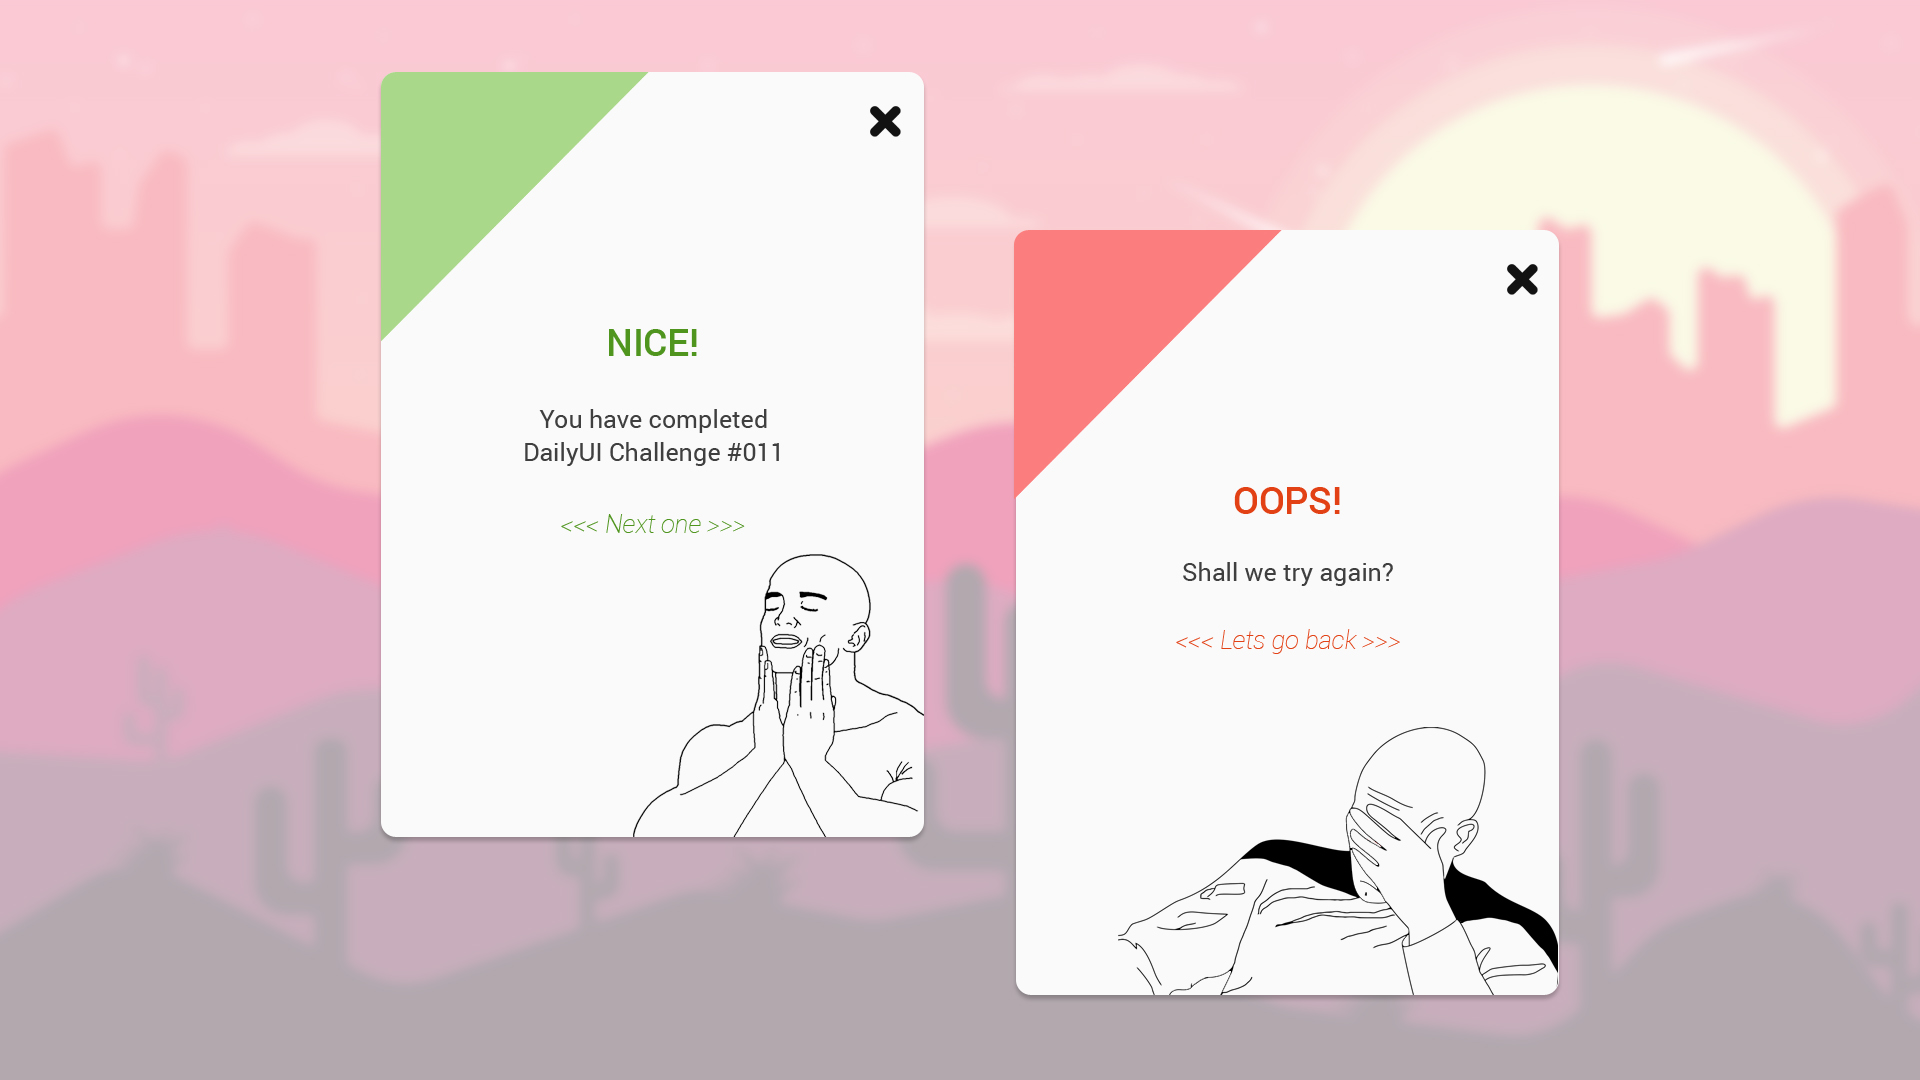 NICE!
You have completed
DailyUI Challenge #011
<<< Next one >>>
OOPS!
Shall we try again?
<<< Lets go back >>>